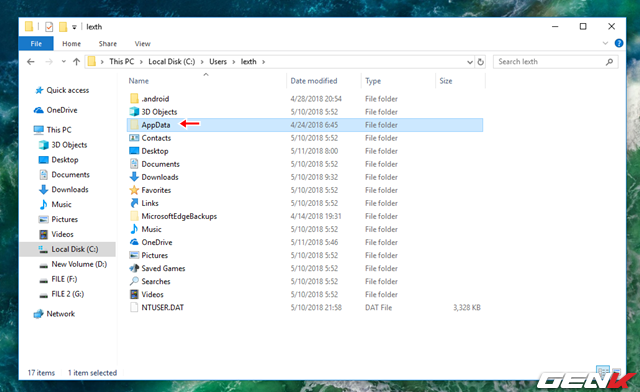 lexth
File Home Share View
This PC Local Disk (C:) Users lexth Search lexth
Name Date modified Type Size
Quick access
OneDrive
This PC
3D Objects
Desktop
Documents
Downloads
Music
Pictures
Videos
Local Disk (C:)
New Volume (D:)
FILE (F:)
FILE 2 (G:)
Network
.android 4/28/2018 20:54 File folder
3D Objects 5/10/2018 5:52 File folder
AppData 4/24/2018 6:45 File folder
Contacts 5/10/2018 5:52 File folder
Desktop 5/11/2018 8:00 File folder
Documents 5/10/2018 5:52 File folder
Downloads 5/10/2018 9:32 File folder
Favorites 5/10/2018 5:52 File folder
Links 5/10/2018 5:52 File folder
MicrosoftEdgeBackups 4/14/2018 19:31 File folder
Music 5/10/2018 5:52 File folder
OneDrive 5/11/2018 5:46 File folder
Pictures 5/10/2018 5:52 File folder
Saved Games 5/10/2018 5:52 File folder
Searches 5/10/2018 5:52 File folder
Videos 5/10/2018 5:52 File folder
NTUSER.DAT 5/10/2018 21:58 DAT File 3,328 KB
17 items 1 item selected
GENK